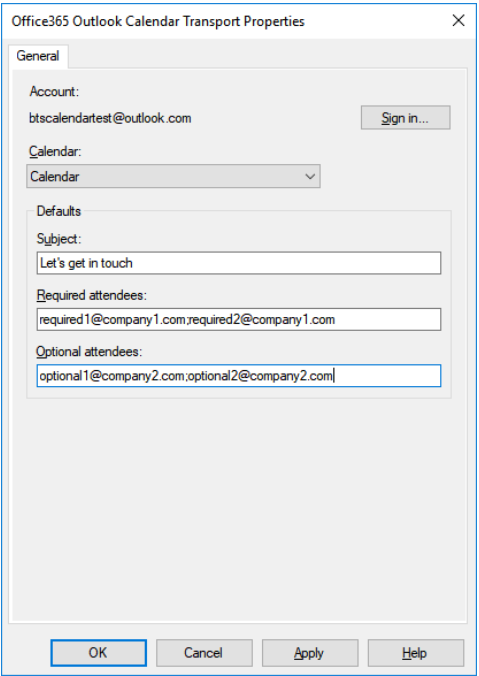 Office365 Outlook Calendar Transport Properties
General
Account:
btscalendartest@outlook.com
Sign in...
Calendar:
Calendar
Defaults
Subject:
Let's get in touch
Required attendees:
required1@company1.com;required2@company1.com
Optional attendees:
optional1@company2.com;optional2@company2.com
OK
Cancel
Apply
Help